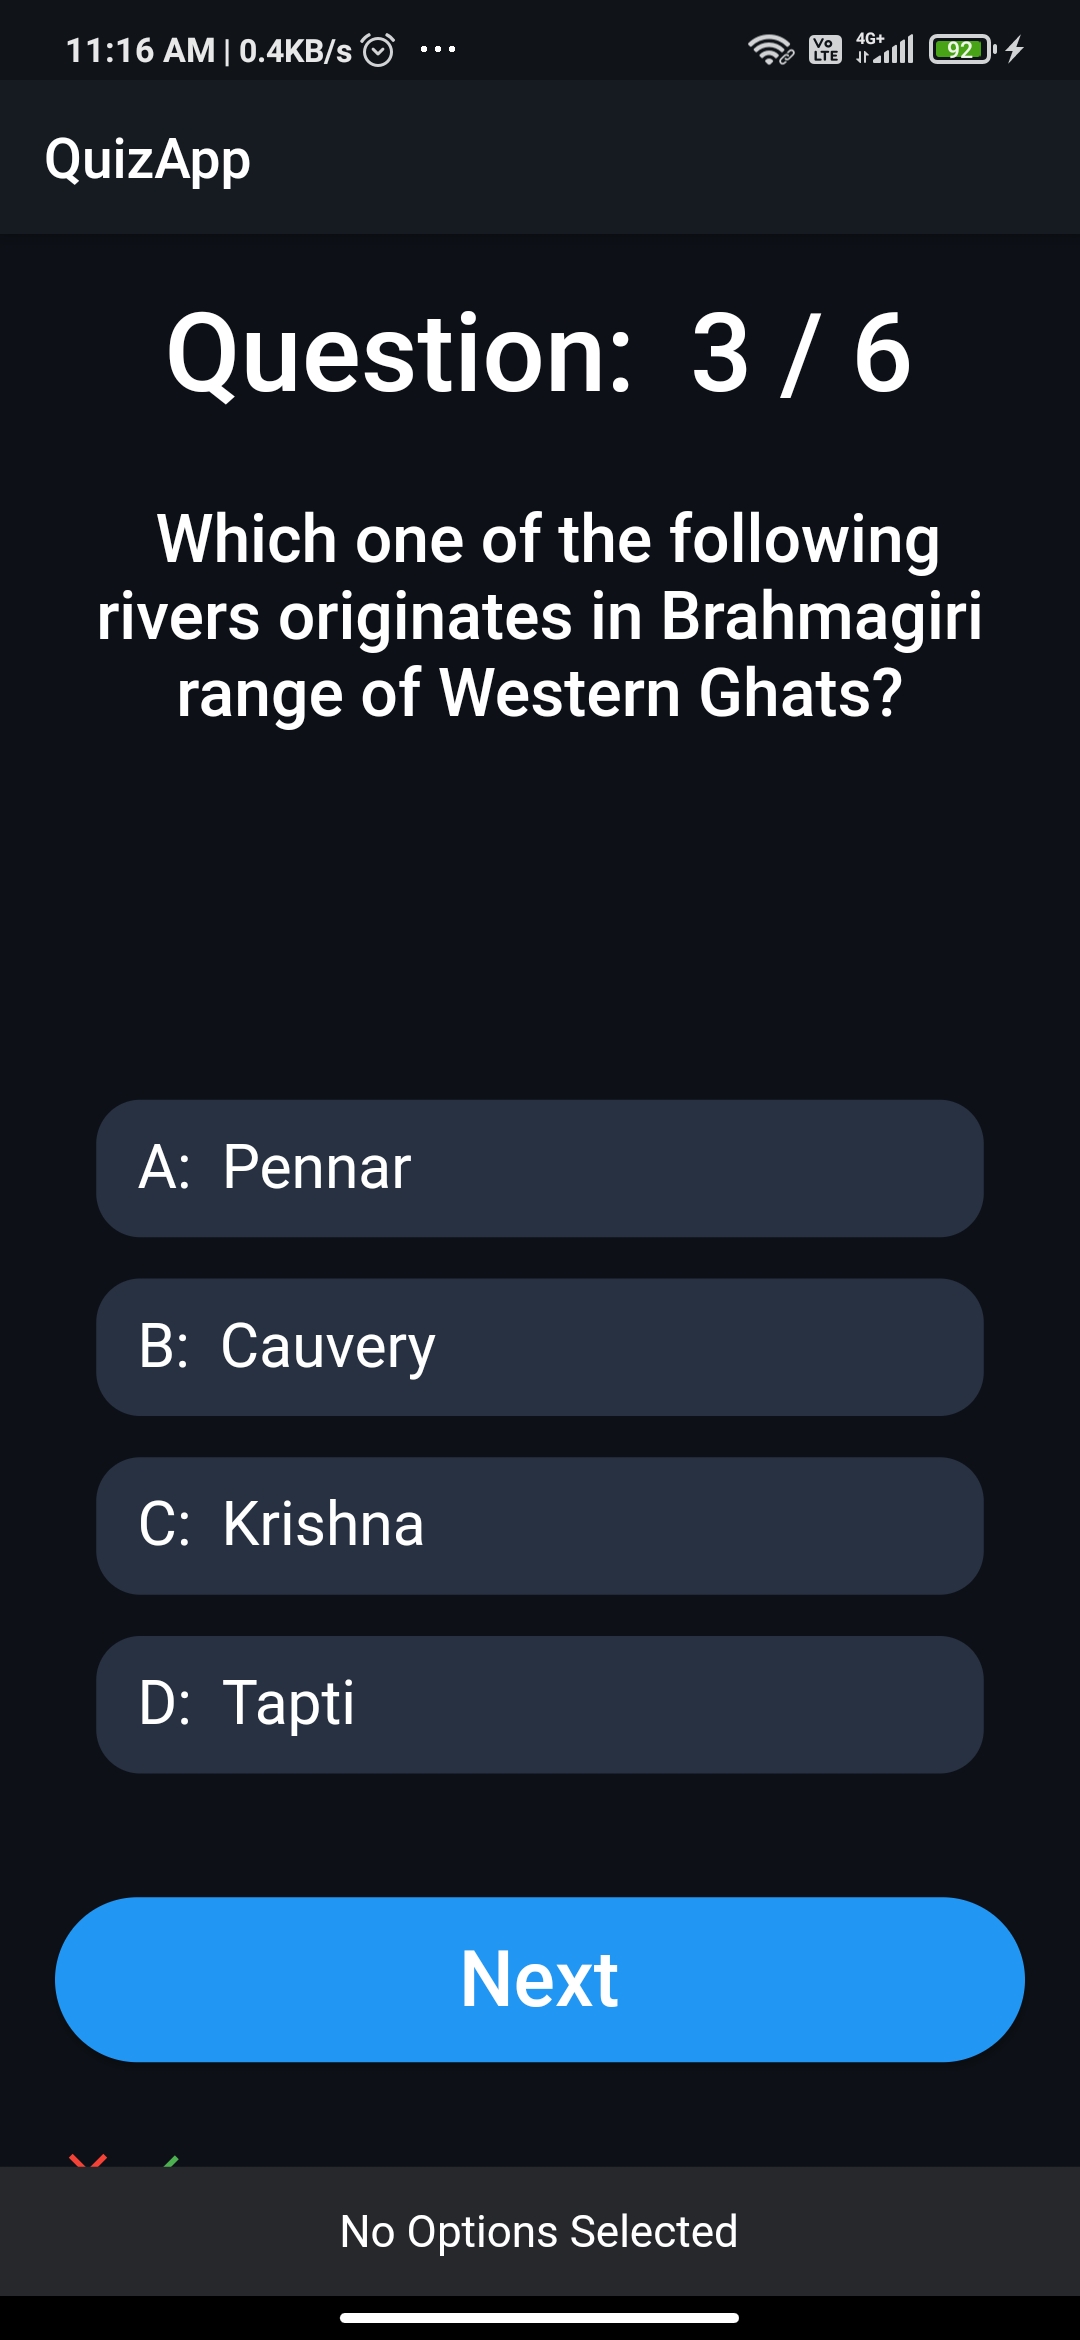 11:16 AM | 0.4KB/s ...
Vo LTE 4G+ 92
QuizApp
Question: 3 / 6
Which one of the following
rivers originates in Brahmagiri
range of Western Ghats?
A: Pennar
B: Cauvery
C: Krishna
D: Tapti
Next
No Options Selected